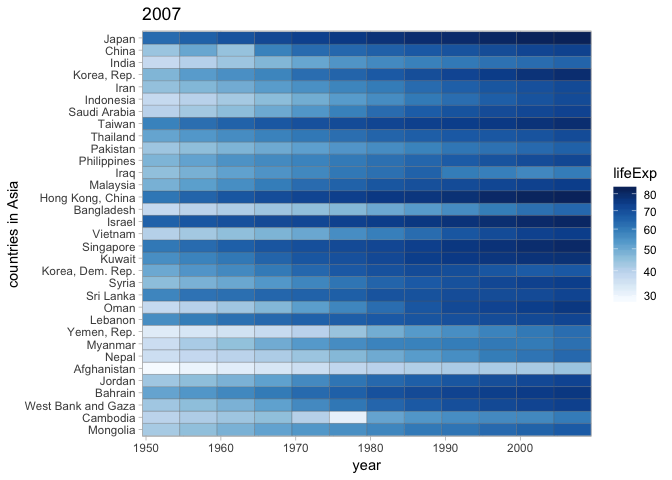 2007
Japan
China
India
Korea, Rep.
Iran
Indonesia
Saudi Arabia
Taiwan
Thailand
Pakistan
Philippines
Iraq
Malaysia
Hong Kong, China
Bangladesh
Israel
Vietnam
Singapore
Kuwait
Korea, Dem. Rep.
Syria
Sri Lanka
Oman
Lebanon
Yemen, Rep.
Myanmar
Nepal
Afghanistan
Jordan
Bahrain
West Bank and Gaza
Cambodia
Mongolia
countries in Asia
1950 1960 1970 1980 1990 2000
year
lifeExp
80
70
60
50
40
30